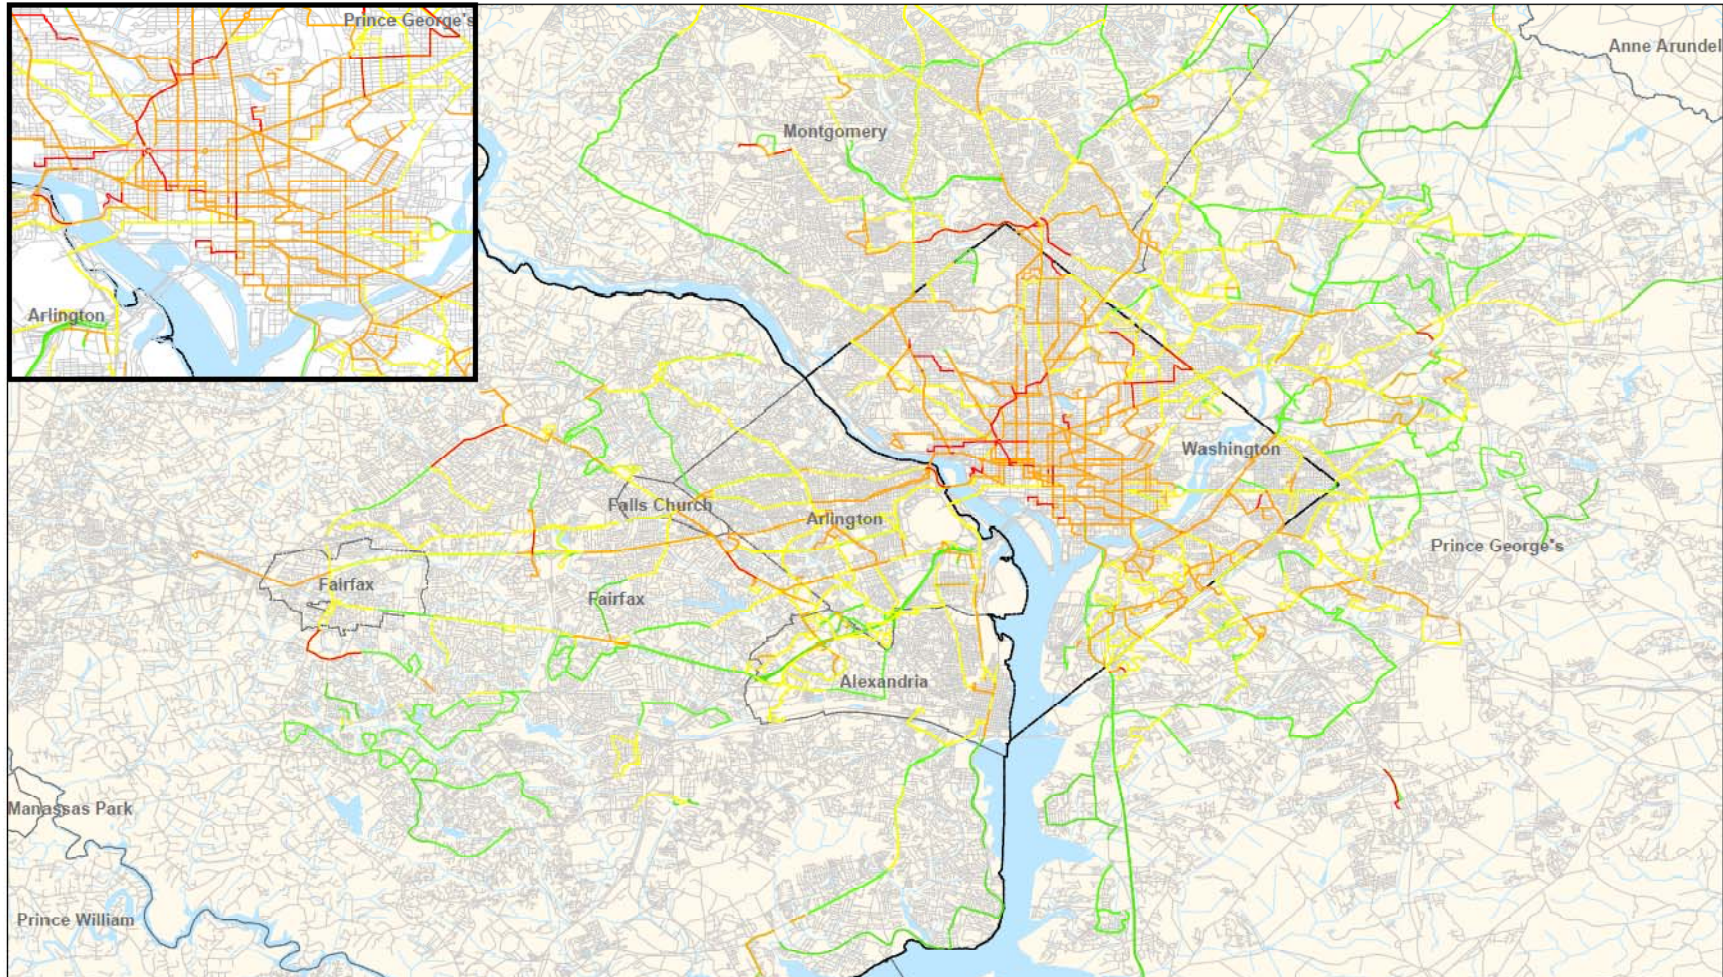 Prince George's
Arlington
Anne Arundel
Montgomery
Washington
Falls Church
Arlington
Prince George's
Fairfax
Fairfax
Alexandria
Manassas Park
Prince William